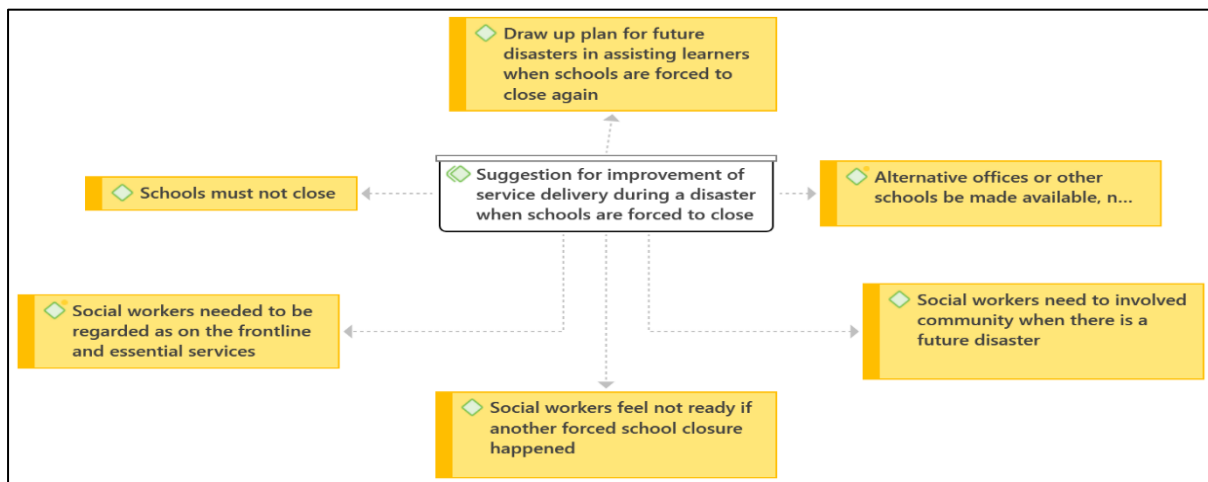 Draw up plan for future
disasters in assisting learners
when schools are forced to
close again
Suggestion for improvement of
service delivery during a disaster
when schools are forced to close
Schools must not close
Alternative offices or other
schools be made available, n...
Social workers needed to be
regarded as on the frontline
and essential services
Social workers need to involved
community when there is a
future disaster
Social workers feel not ready if
another forced school closure
happened